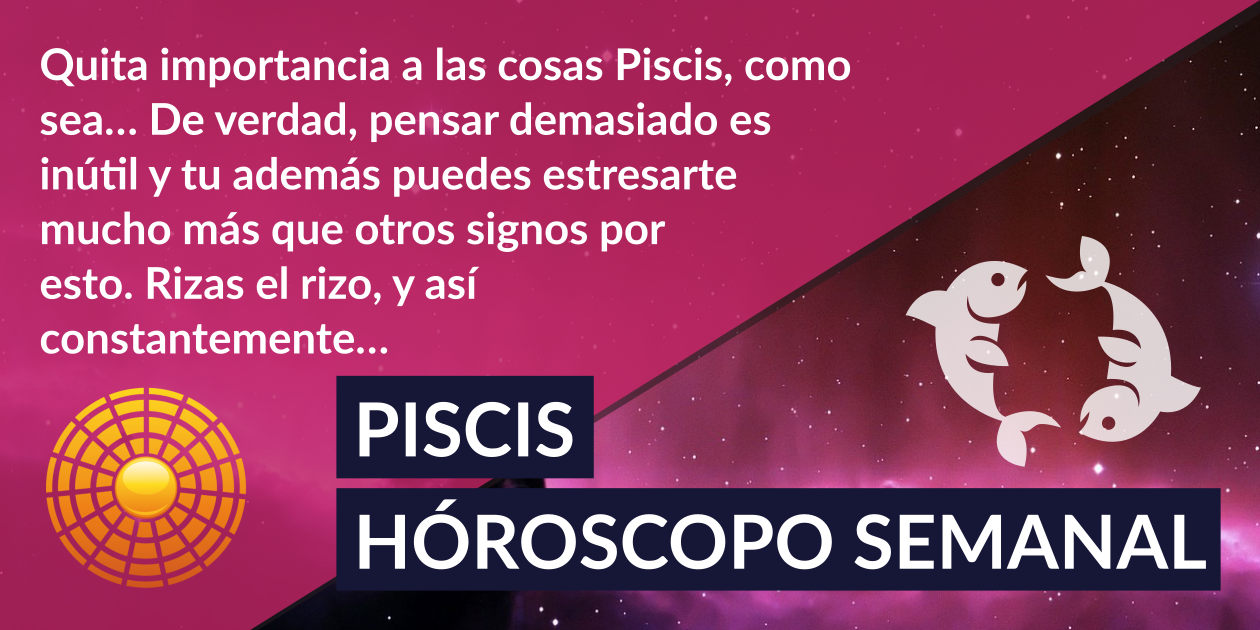 Quita importancia a las cosas Piscis, como
sea... De verdad, pensar demasiado es
inútil y tu además puedes estresarte
mucho más que otros signos por
esto. Rizas el rizo, y así
constantemente...
PISCIS
HÓROSCOPO SEMANAL